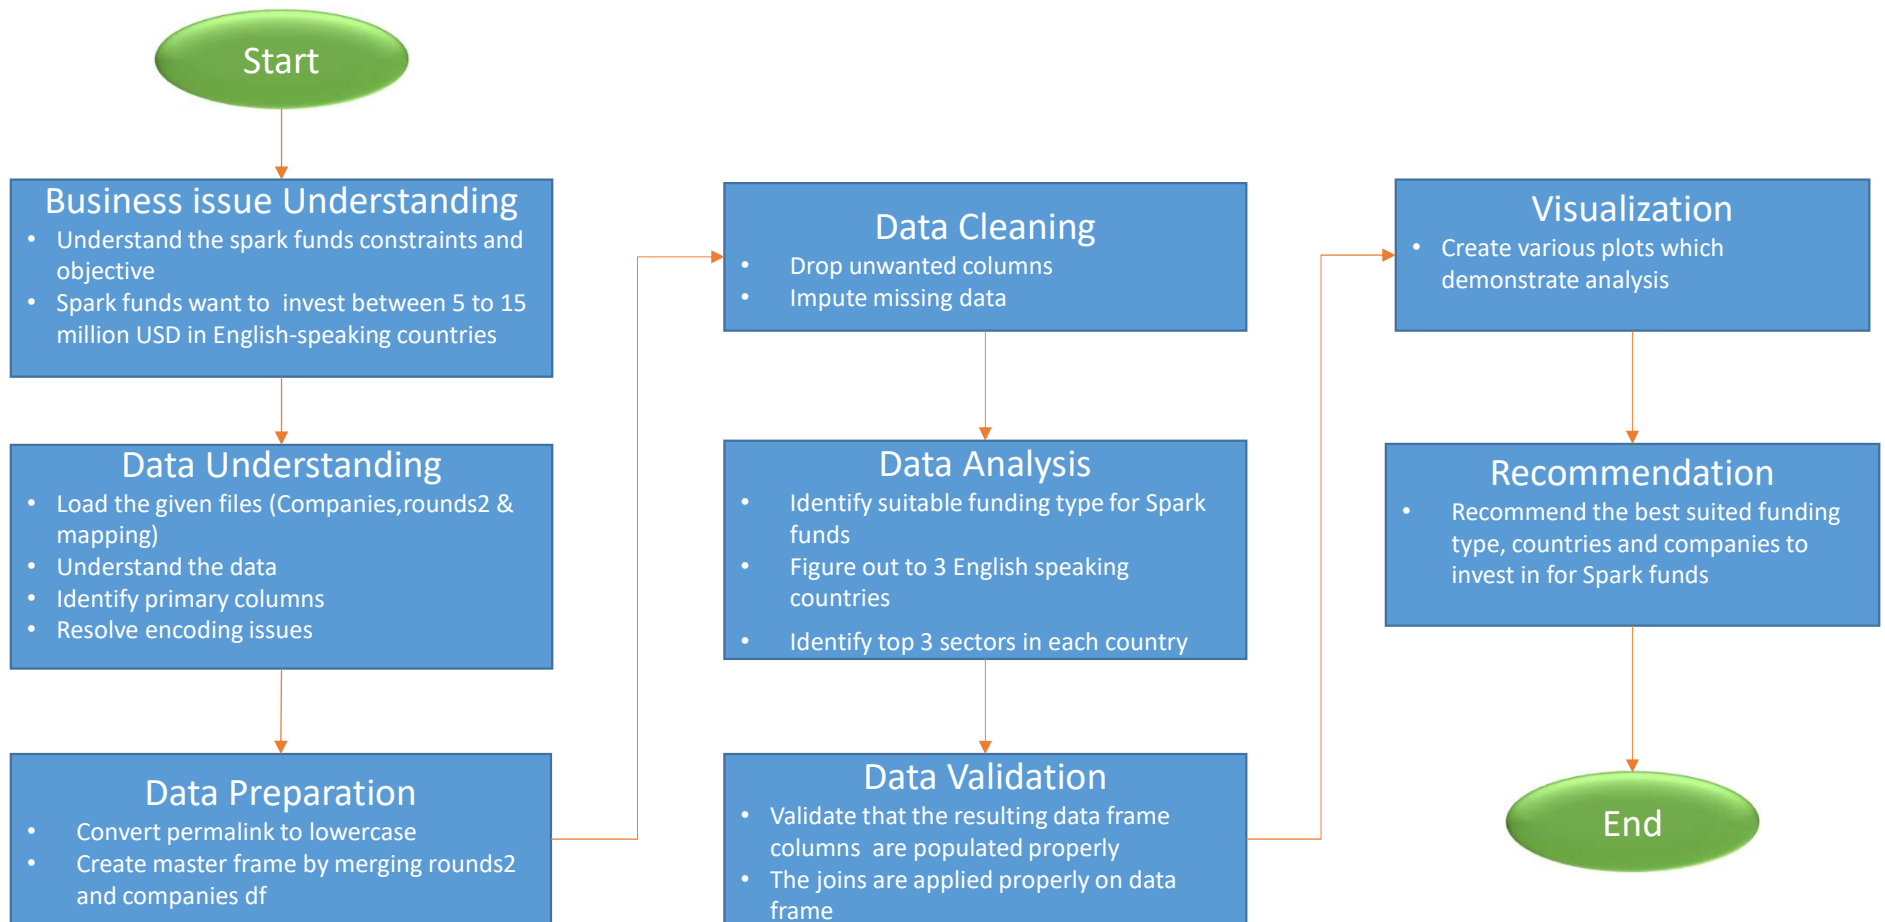 Start
Business issue Understanding
• Understand the spark funds constraints and
objective
• Spark funds want to invest between 5 to 15
million USD in English-speaking countries
Data Understanding
• Load the given files (Companies,rounds2 &
mapping)
• Understand the data
• Identify primary columns
• Resolve encoding issues
Data Preparation
• Convert permalink to lowercase
• Create master frame by merging rounds2
and companies df
Data Cleaning
• Drop unwanted columns
• Impute missing data
Data Analysis
• Identify suitable funding type for Spark
funds
• Figure out to 3 English speaking
countries
• Identify top 3 sectors in each country
Data Validation
• Validate that the resulting data frame
columns are populated properly
• The joins are applied properly on data
frame
Visualization
• Create various plots which
demonstrate analysis
Recommendation
• Recommend the best suited funding
type, countries and companies to
invest in for Spark funds
End